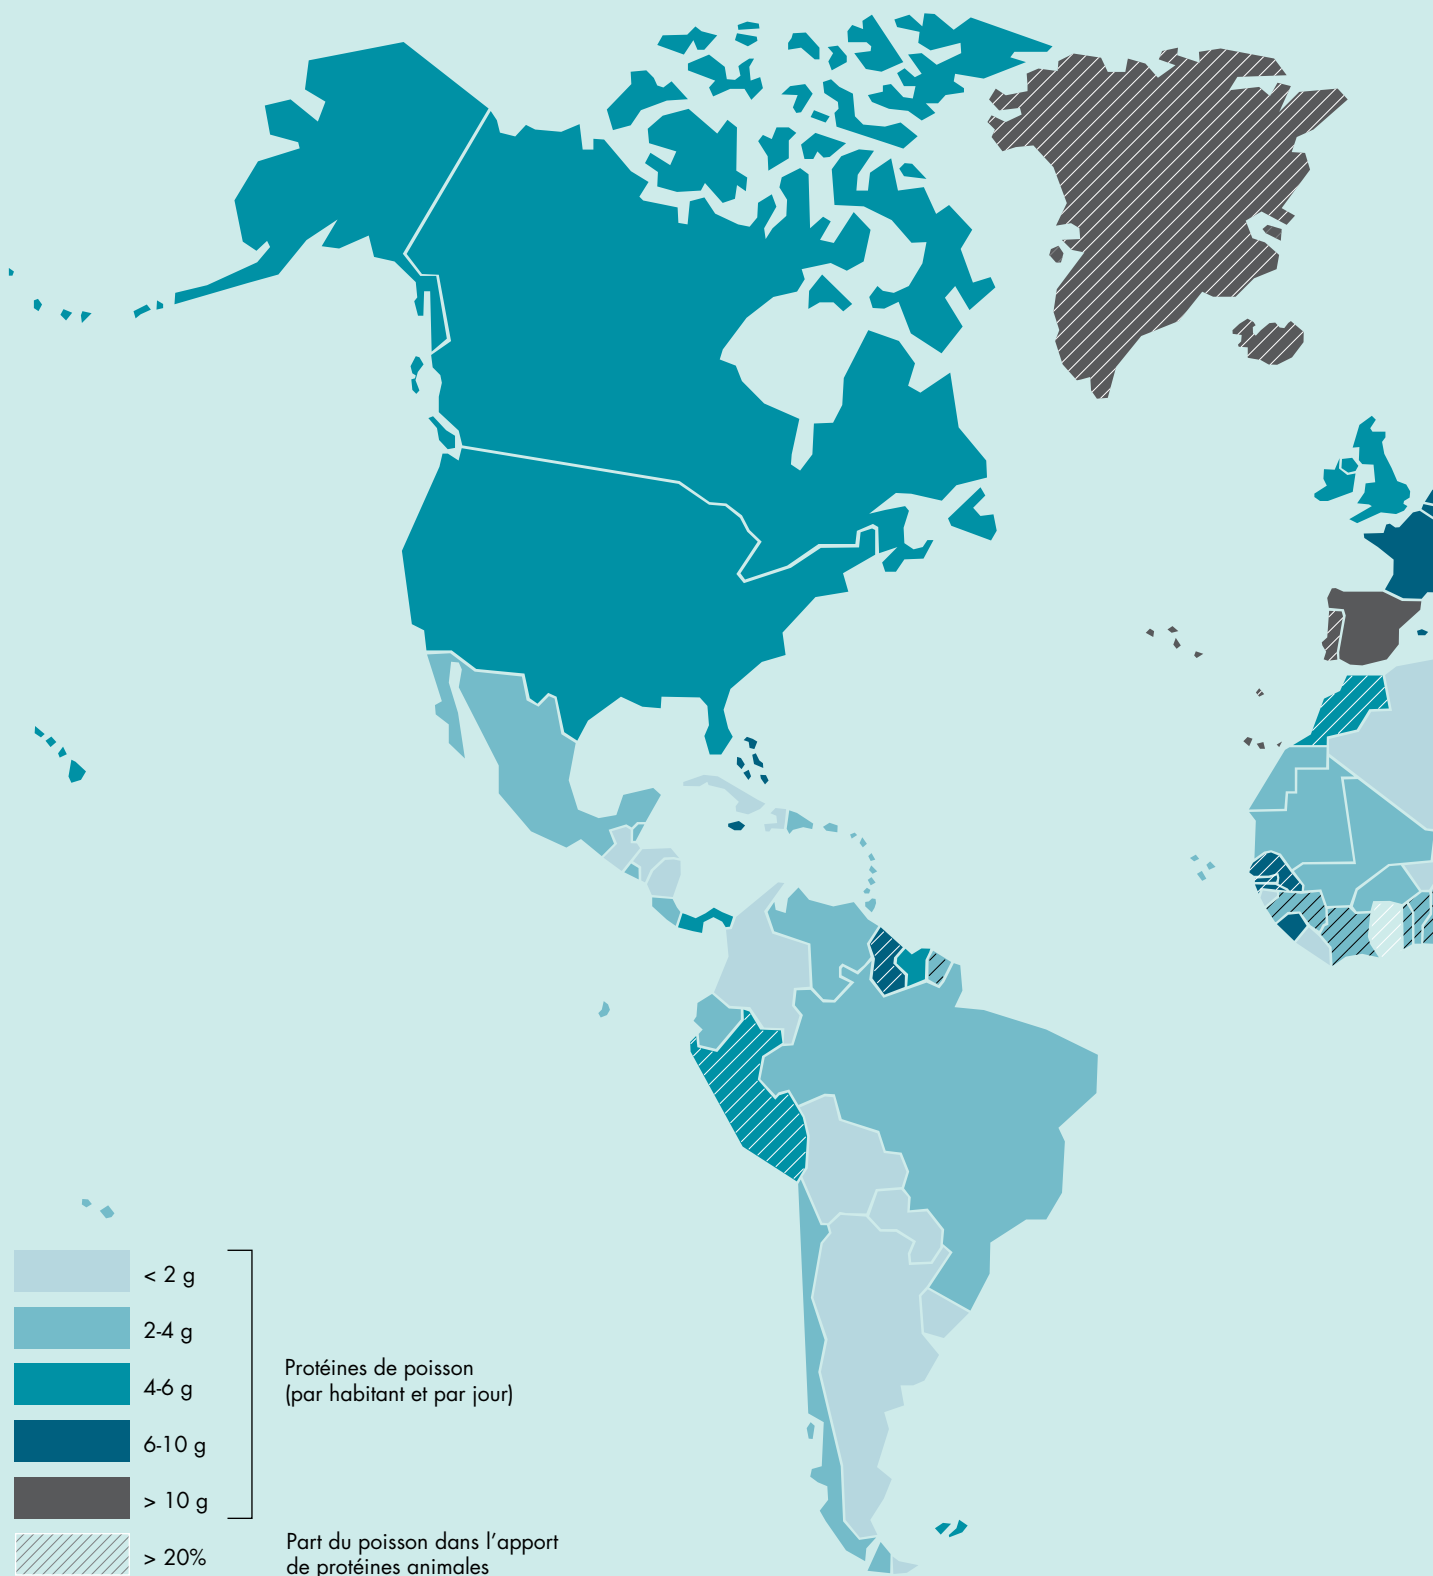 < 2 g
2-4 g
4-6 g
6-10 g
> 10 g
Protéines de poisson
(par habitant et par jour)
> 20%
Part du poisson dans l’apport
de protéines animales